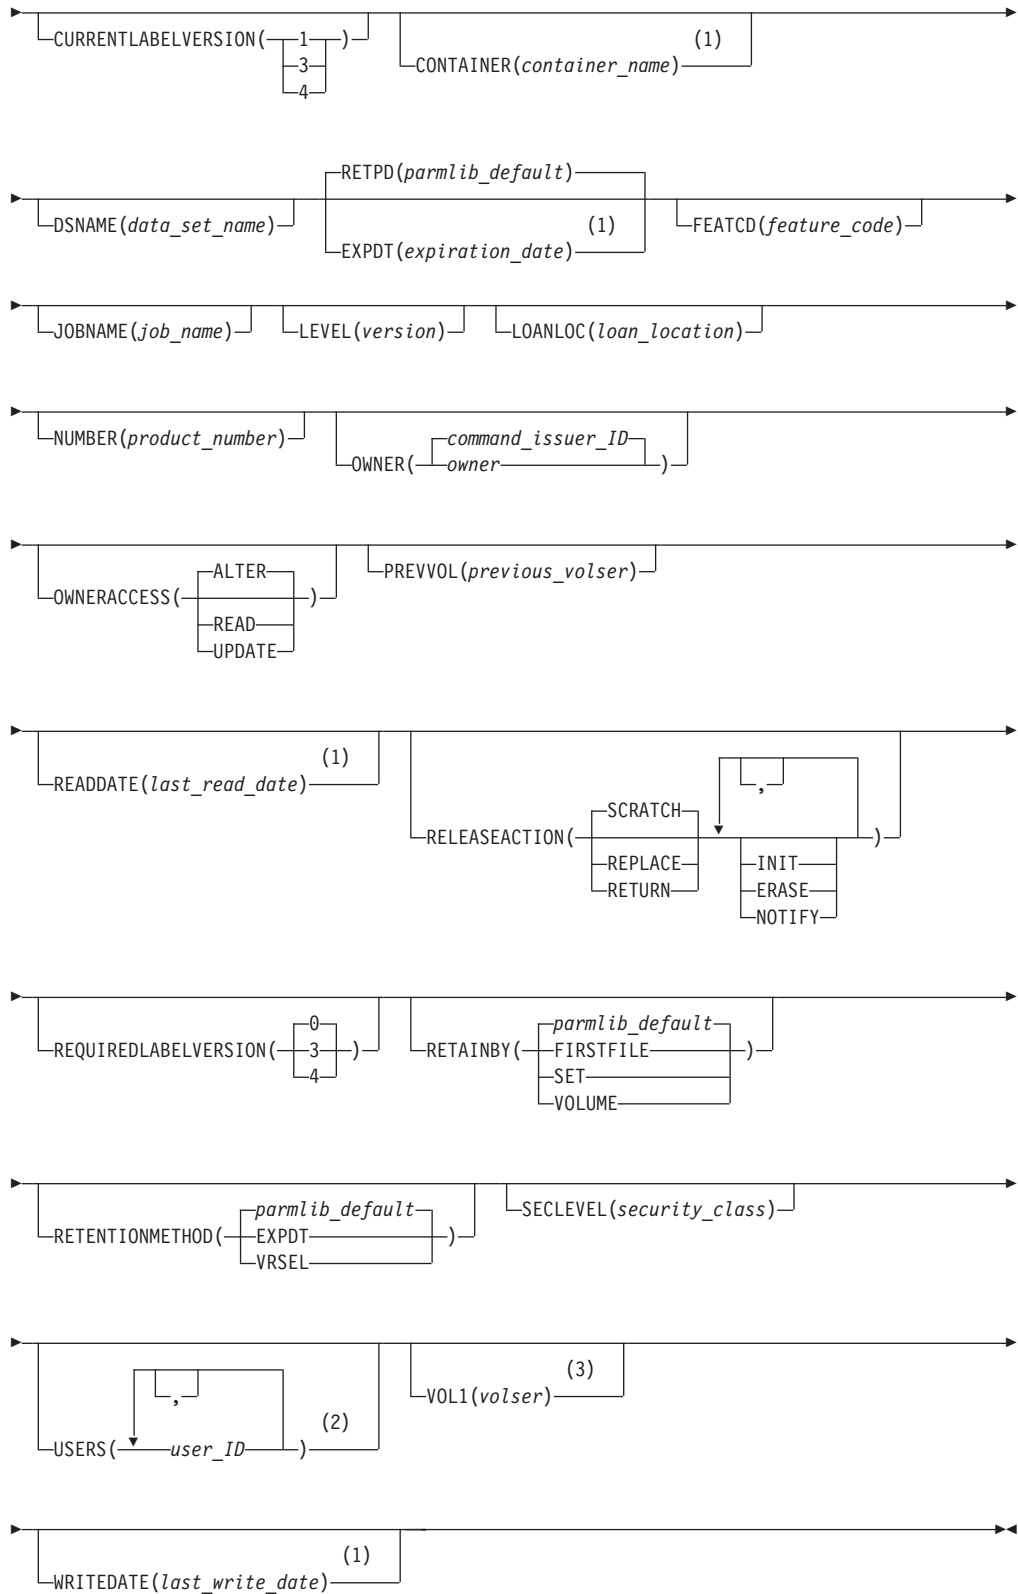 CURRENTLABELVERSION( 1 ) (1)
3 CONTAINER(container_name)
4
RETPD(parmlib_default)
DSNAME(data_set_name) (1) FEATCD(feature_code)
EXPDT(expiration_date)
JOBNAME(job_name) LEVEL(version) LOANLOC(loan_location)
NUMBER(product_number) command_issuer_ID
OWNER( owner )
ALTER PREVVOL(previous_volser)
OWNERACCESS( )
READ
UPDATE
(1) ,
READDATE(last_read_date)
SCRATCH
RELEASEACTION( )
REPLACE INIT
RETURN ERASE
NOTIFY
0 parmlib_default
REQUIREDLABELVERSION( 3 ) RETAINBY( FIRSTFILE )
4 SET
VOLUME
parmlib_default SECLEVEL(security_class)
RETENTIONMETHOD( EXPDT )
VRSEL
, (3)
VOL1(volser)
(2)
USERS( user_ID )
(1)
WRITEDATE(last_write_date)